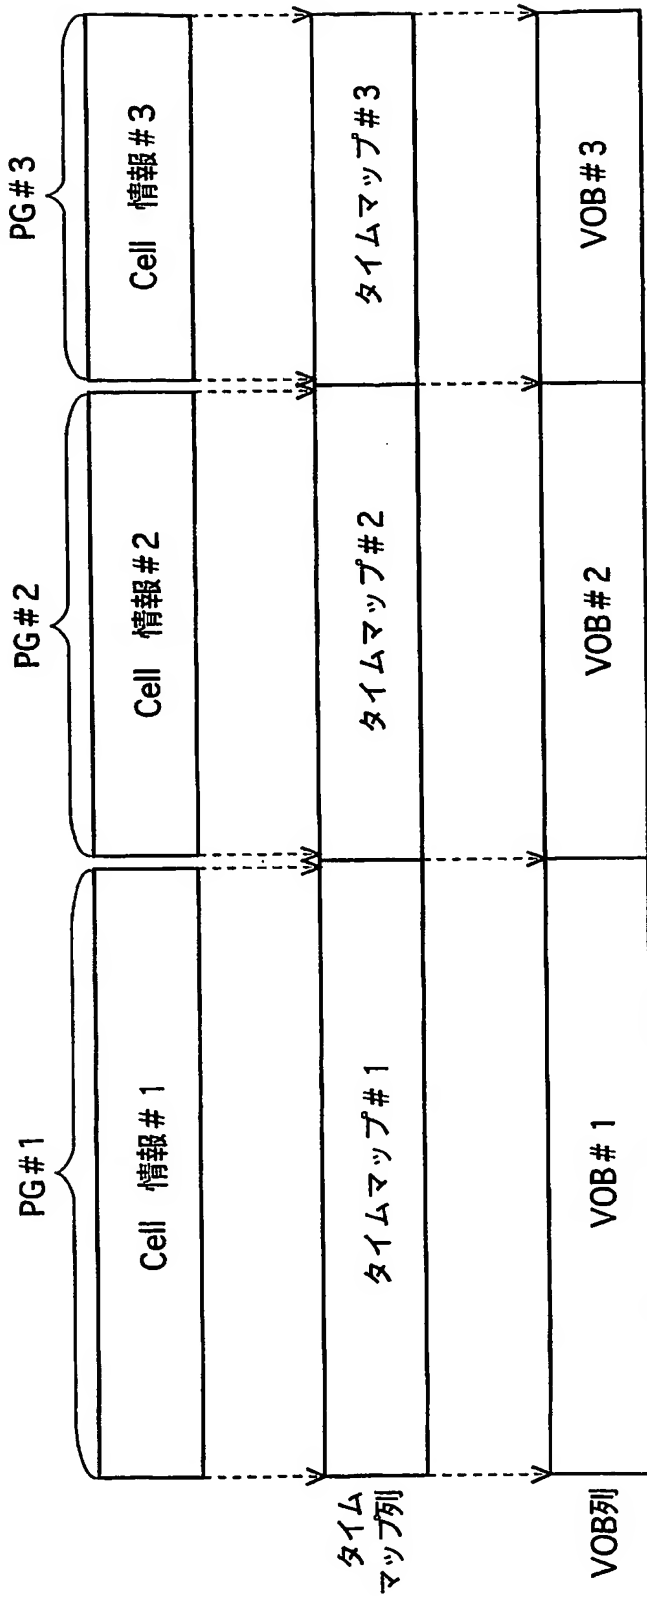 PG#1
PG#2
PG#3
Cell 情報#1
Cell 情報#2
Cell 情報#3
タイム
マップ列
タイムマップ#1
タイムマップ#2
タイムマップ#3
VOB列
VOB#1
VOB#2
VOB#3